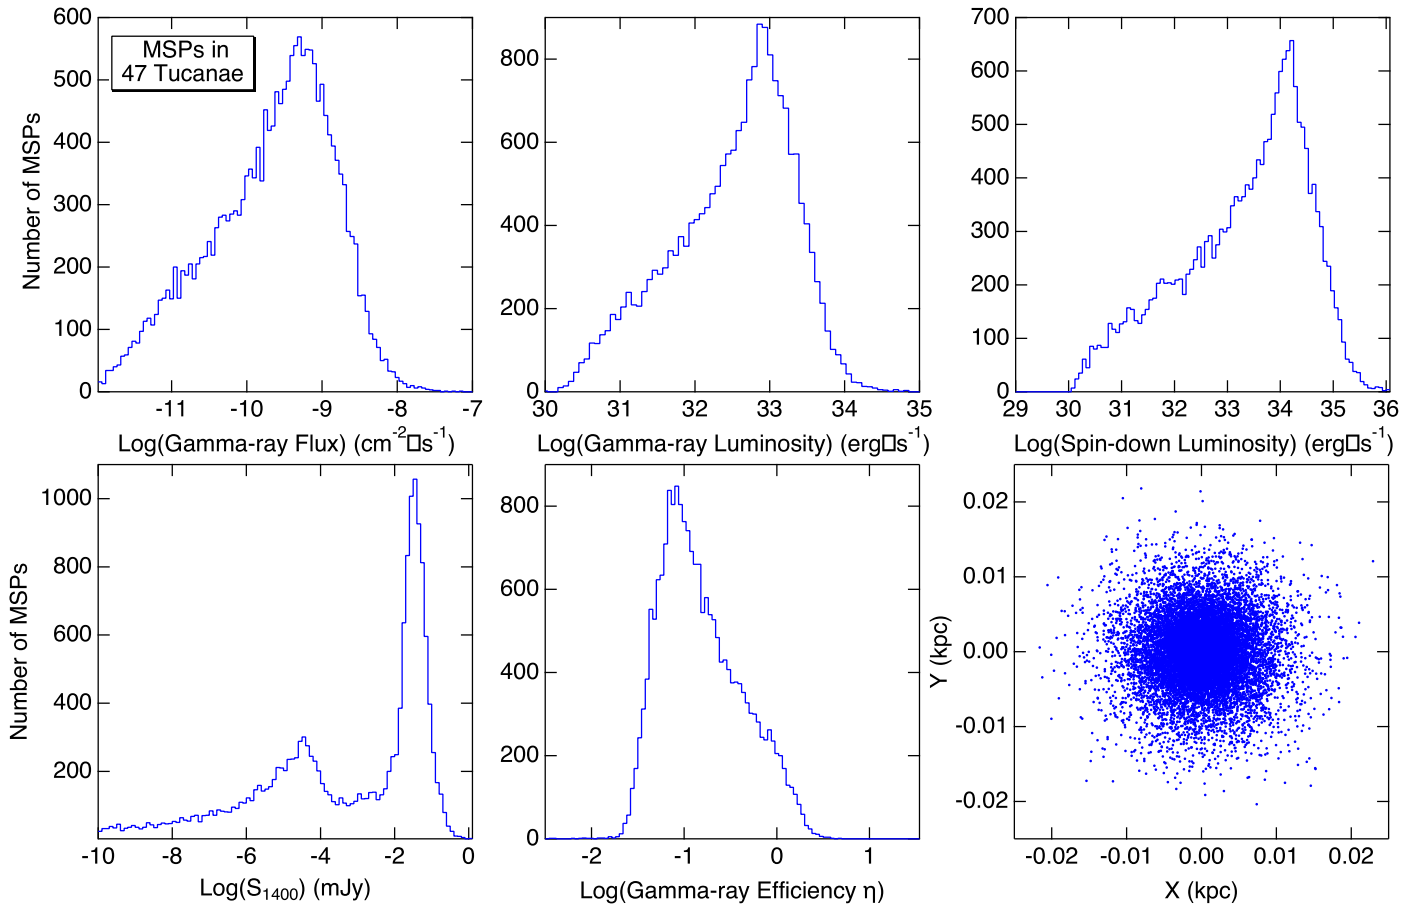 600
500
400
300
200
100
0
MSPs in
47 Tucanae
Number of MSPs
-11 -10 -9 -8 -7
Log(Gamma-ray Flux) (cm⁻²□s⁻¹)
800
600
400
200
0
30 31 32 33 34 35
Log(Gamma-ray Luminosity) (erg□s⁻¹)
700
600
500
400
300
200
100
0
29 30 31 32 33 34 35 36
Log(Spin-down Luminosity) (erg□s⁻¹)
1000
800
600
400
200
Number of MSPs
-10 -8 -6 -4 -2 0
Log(S₁₄₀₀) (mJy)
800
600
400
200
0
-2 -1 0 1
Log(Gamma-ray Efficiency η)
0.02
0.01
0.00
-0.01
-0.02
Y (kpc)
-0.02 -0.01 0.00 0.01 0.02
X (kpc)